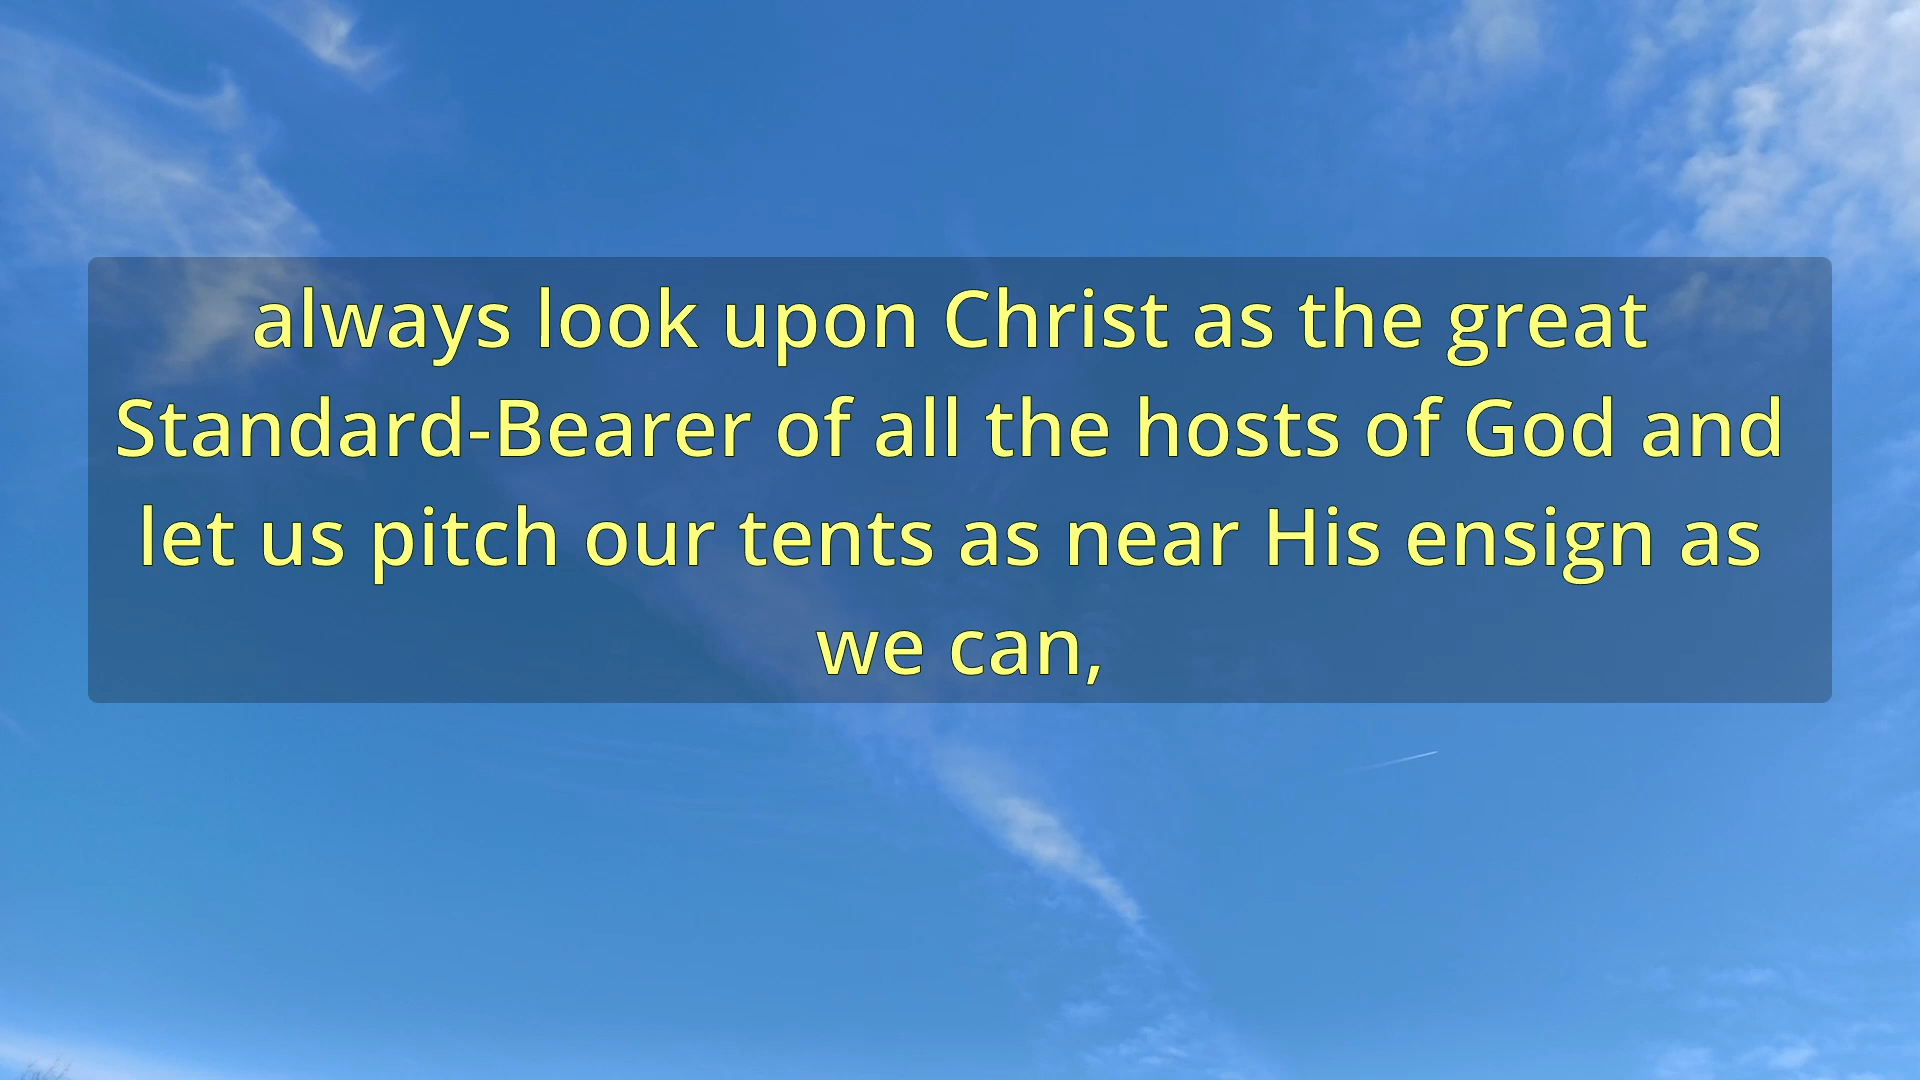 always look upon Christ as the great
Standard-Bearer of all the hosts of God and
let us pitch our tents as near His ensign as
we can,